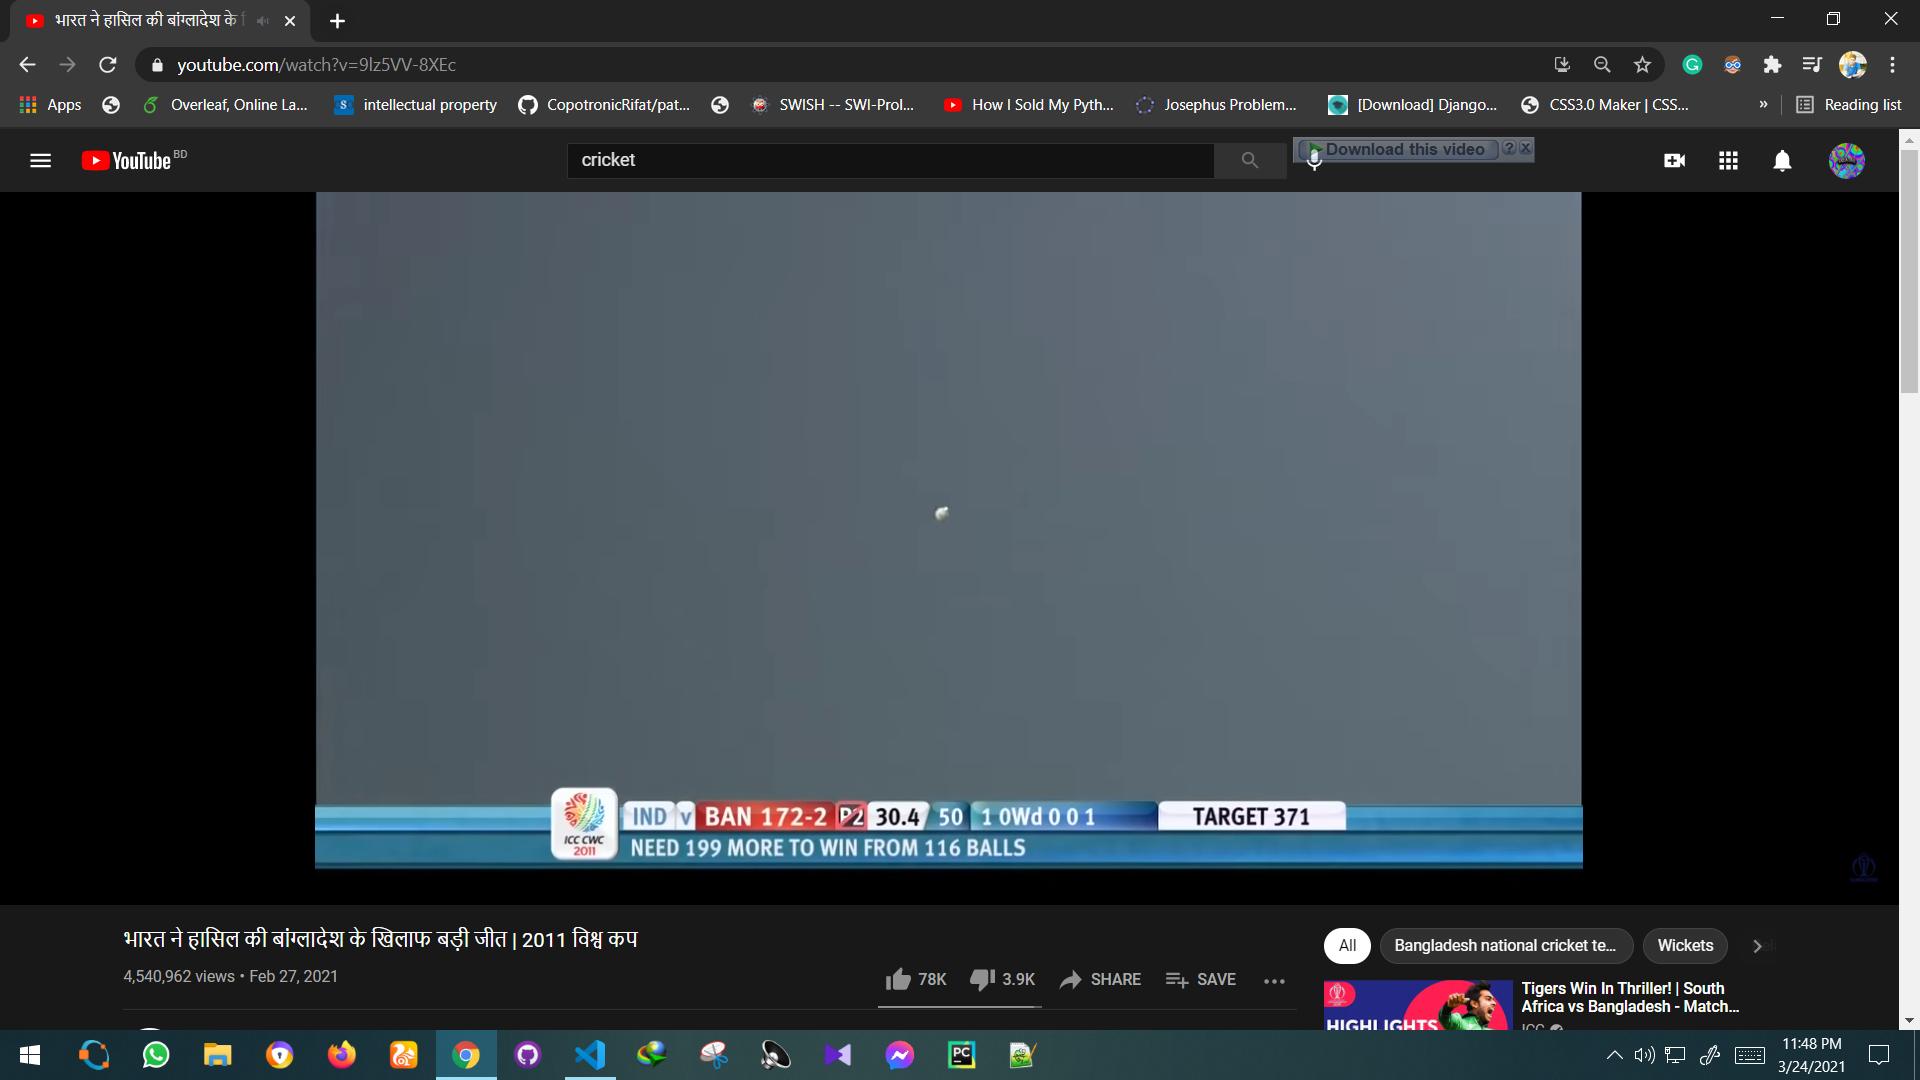 भारत ने हासिल की बांग्लादेश के
youtube.com/watch?v=9lz5VV-8XEc
Apps
Overleaf, Online La...
intellectual property
CopotronicRifat/pat...
SWISH -- SWI-Prol...
How I Sold My Pyth...
Josephus Problem...
[Download] Django...
CSS3.0 Maker | CSS...
»
Reading list
YouTube BD
cricket
Download this video ? X
IND v BAN 172-2 P2 30.4 50 1 0Wd 0 0 1 TARGET 371
ICC CWC
2011
NEED 199 MORE TO WIN FROM 116 BALLS
भारत ने हासिल की बांग्लादेश के खिलाफ बड़ी जीत | 2011 विश्व कप
4,540,962 views • Feb 27, 2021
78K
3.9K
SHARE
SAVE
All
Bangladesh national cricket te...
Wickets
Tigers Win In Thriller! | South
Africa vs Bangladesh - Match...
ICC
HIGHLIGHTS
PC
11:48 PM
3/24/2021